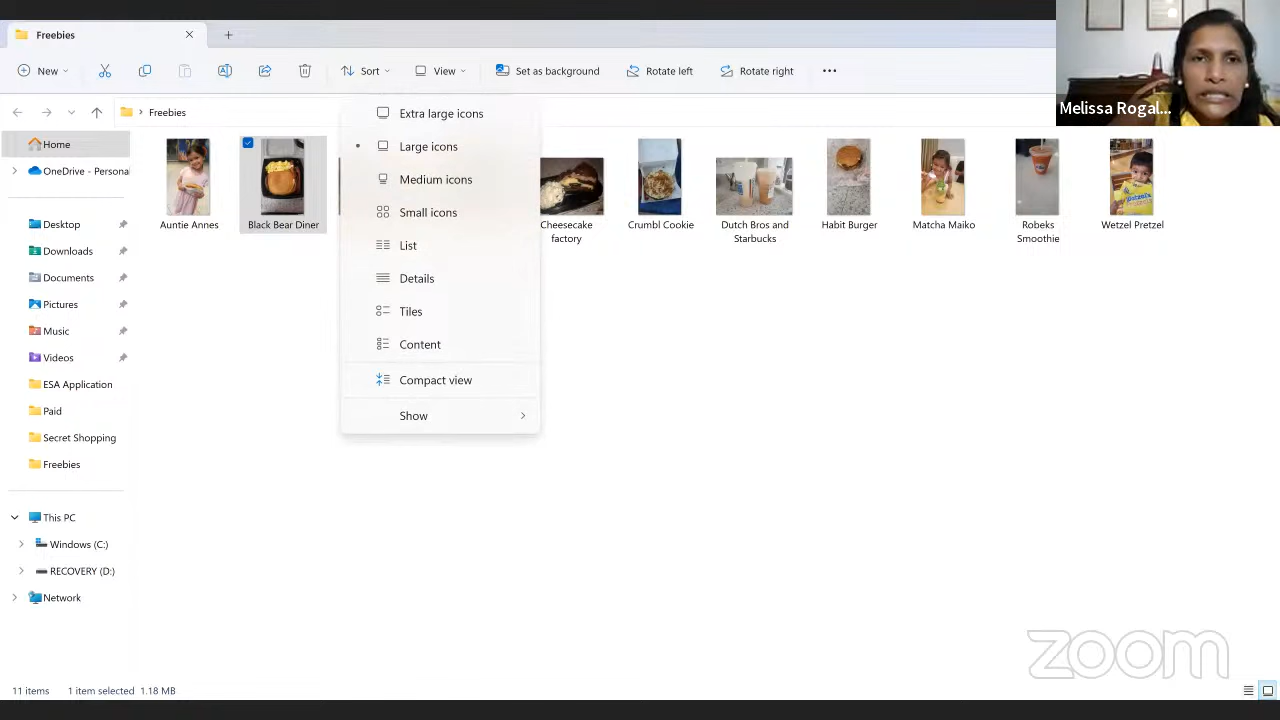 Freebies
New
Sort
View
Set as background
Rotate left
Rotate right
Melissa Rogal...
Freebies
Home
OneDrive - Persona
Desktop
Downloads
Documents
Pictures
Music
Videos
ESA Application
Paid
Secret Shopping
Freebies
This PC
Windows (C:)
RECOVERY (D:)
Network
Extra large icons
Large icons
Medium icons
Small icons
List
Details
Tiles
Content
Compact view
Show
Auntie Annes
Black Bear Diner
Cheesecake
factory
Crumbl Cookie
Dutch Bros and
Starbucks
Habit Burger
Matcha Maiko
Robeks
Smoothie
Wetzel Pretzel
zoom
11 items
1 item selected 1.18 MB